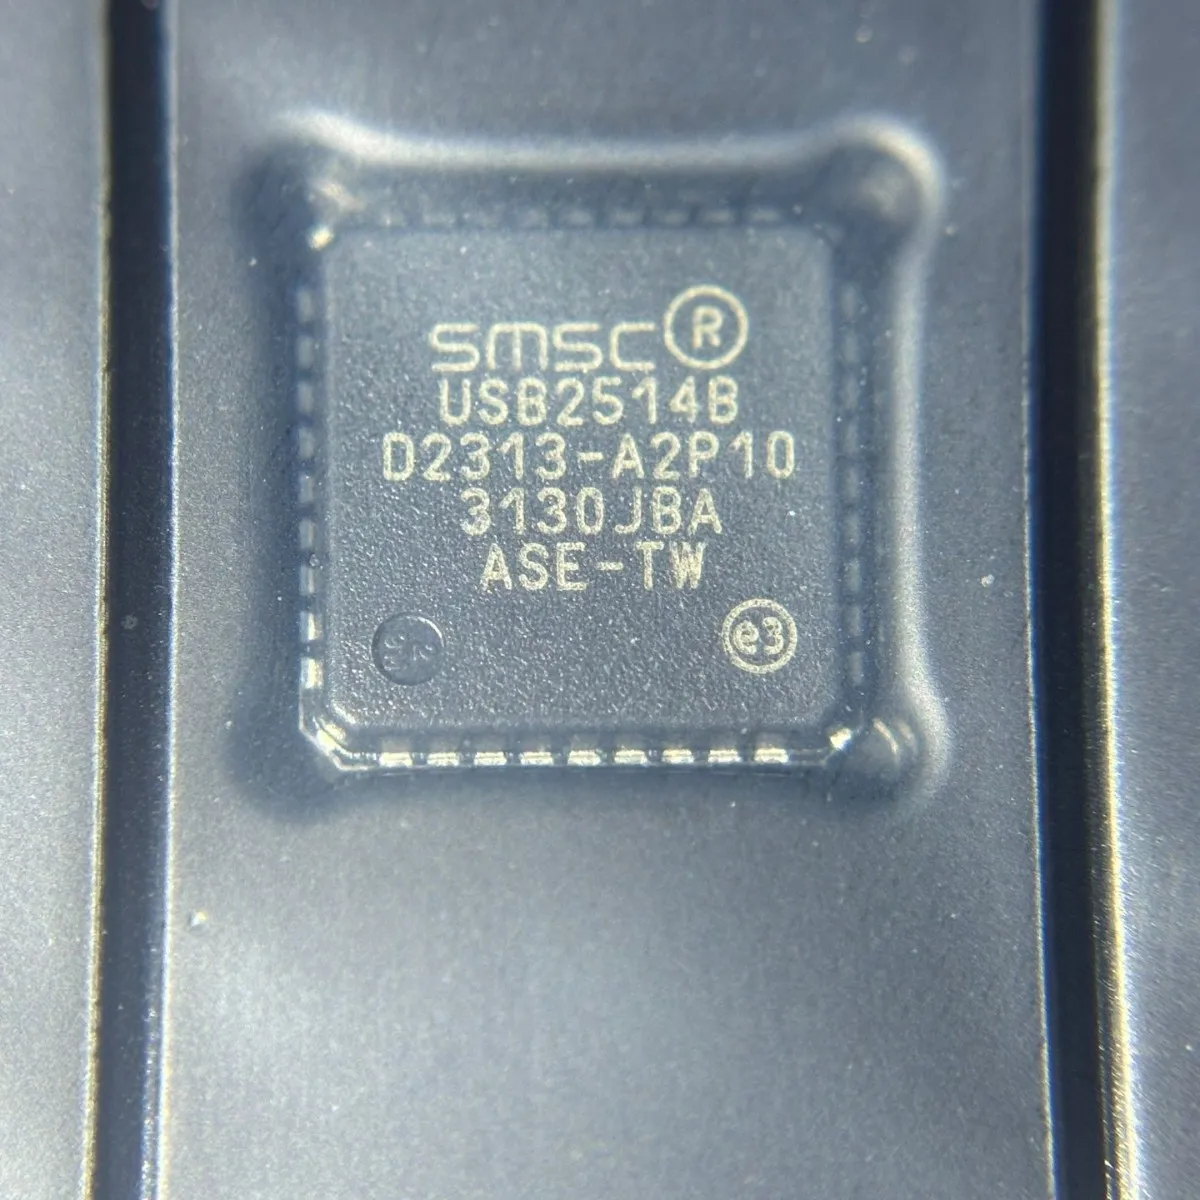 SMSC®
USB2514B
D2313-A2P10
3130JBA
ASE-TW
e3